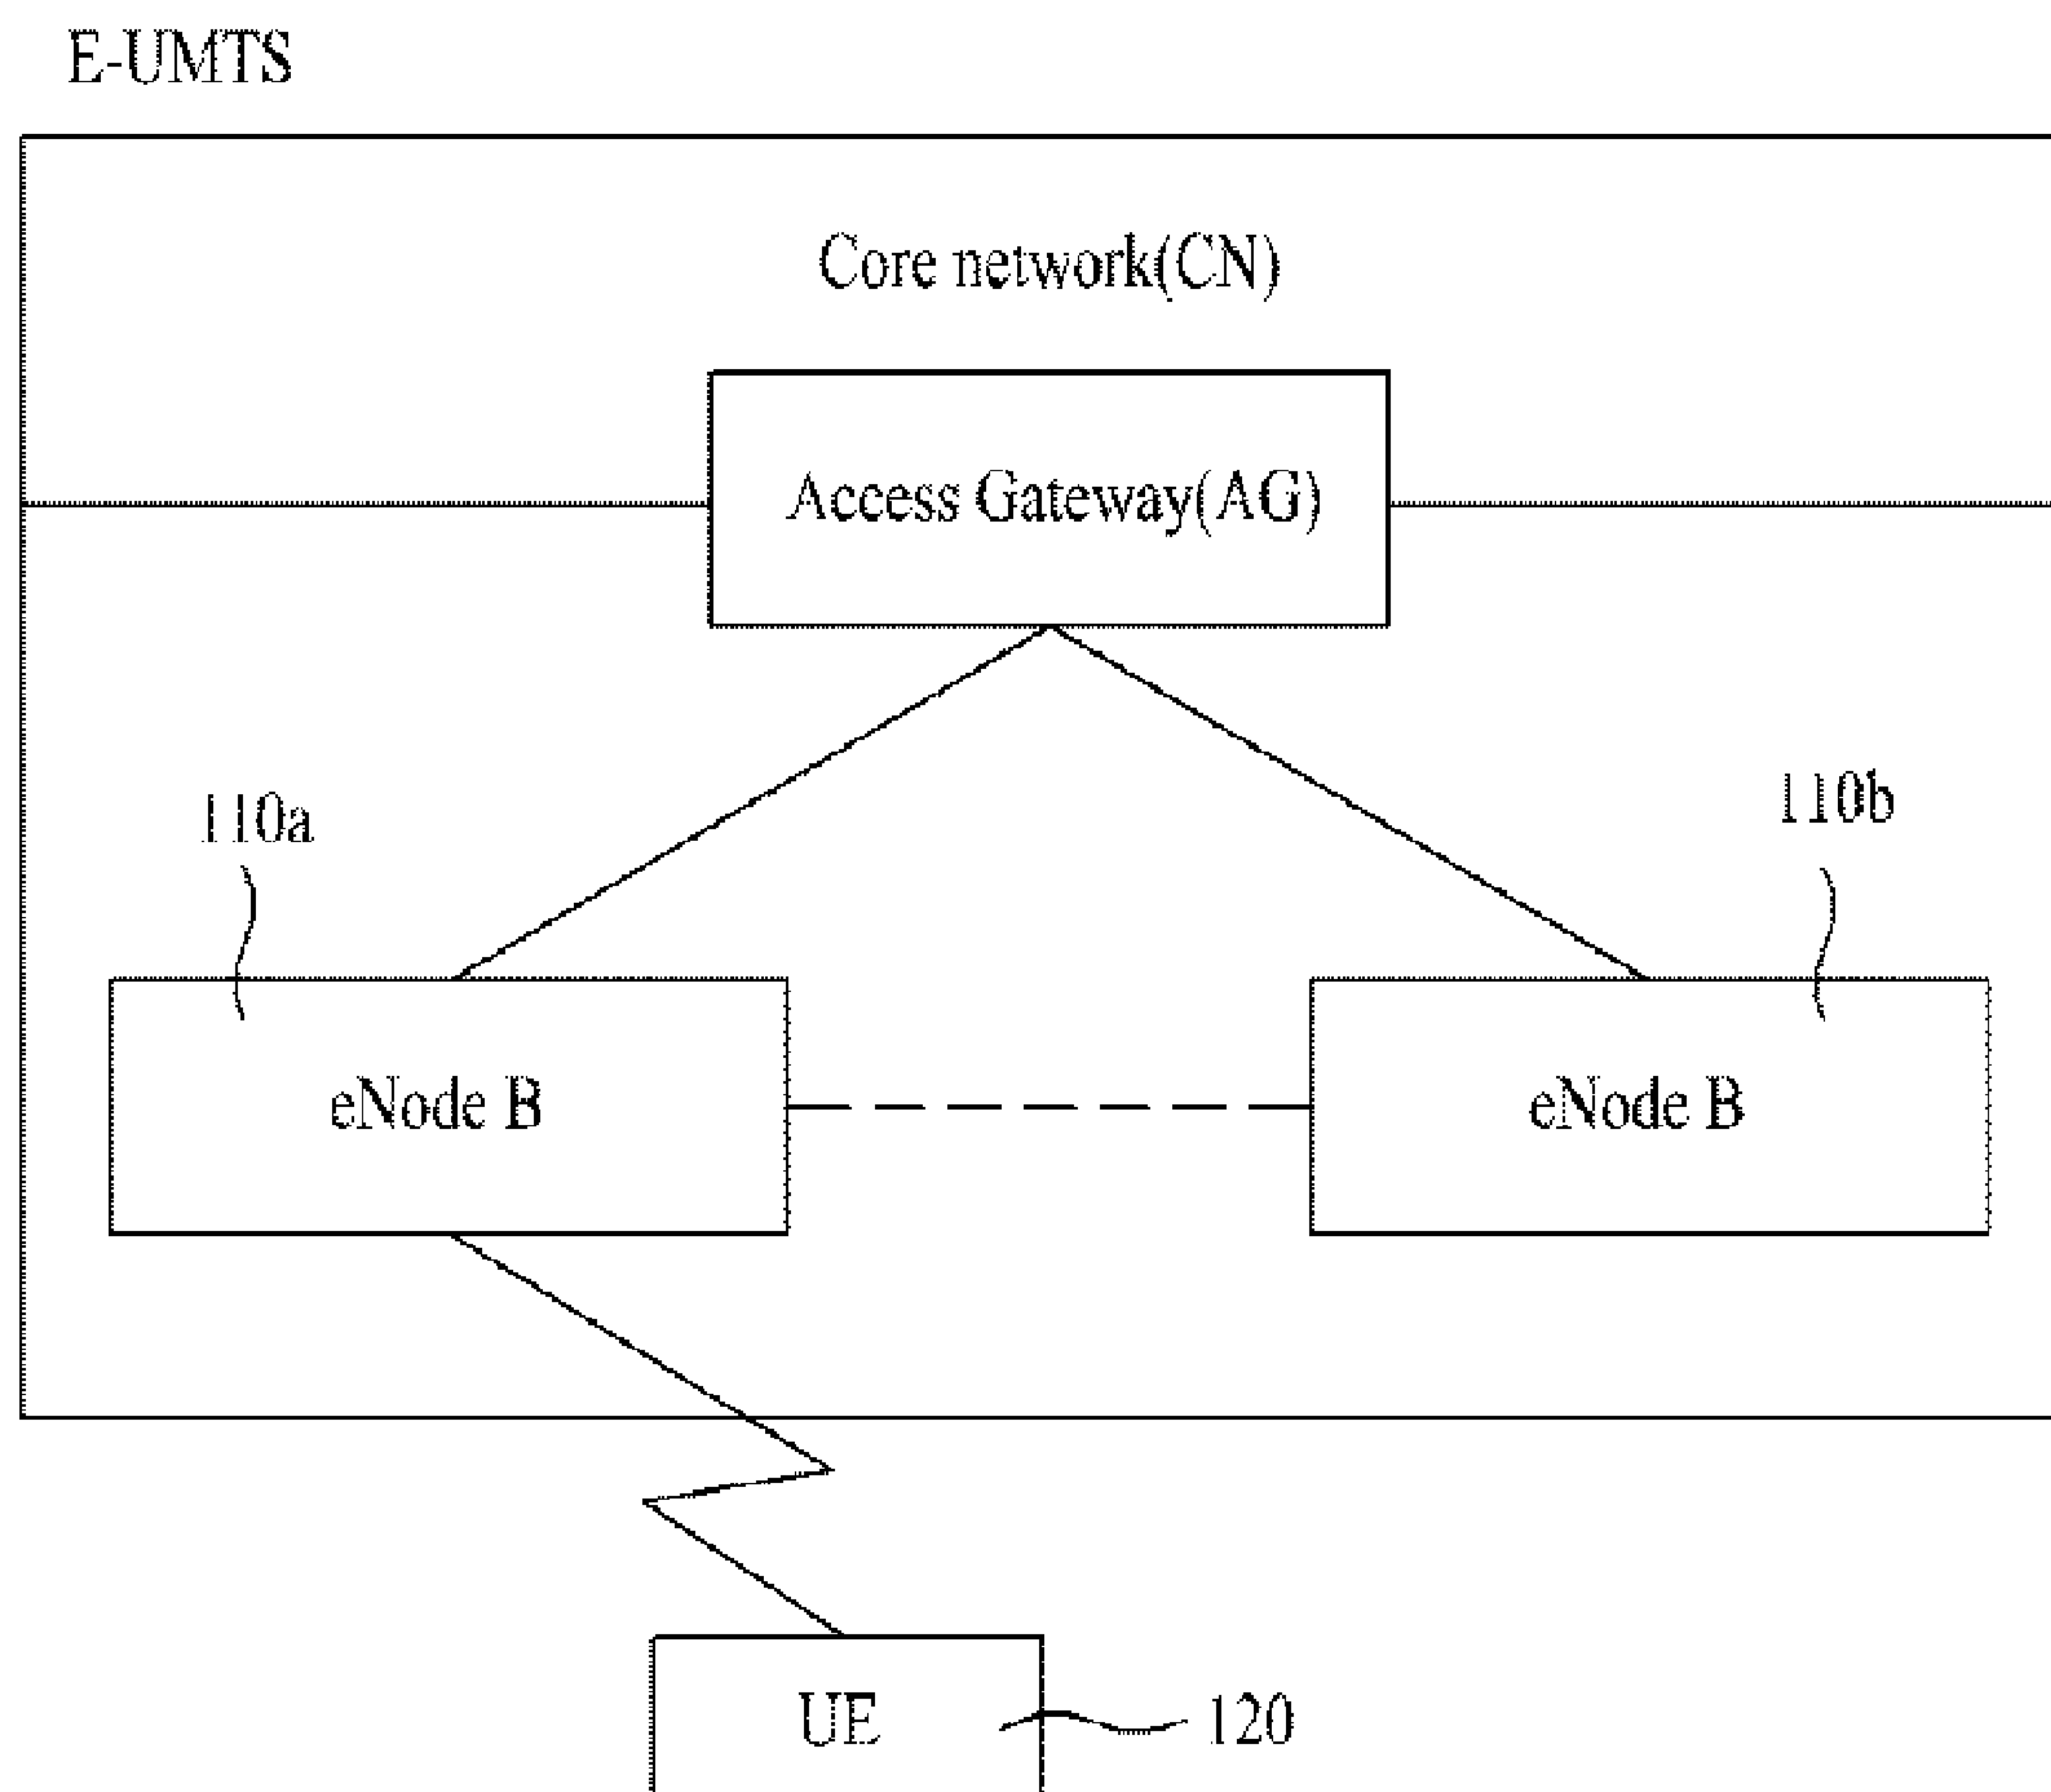 E-UMTS
Core network(CN)
Access Gateway(AG)
110a
110b
eNode B
eNode B
UE
120